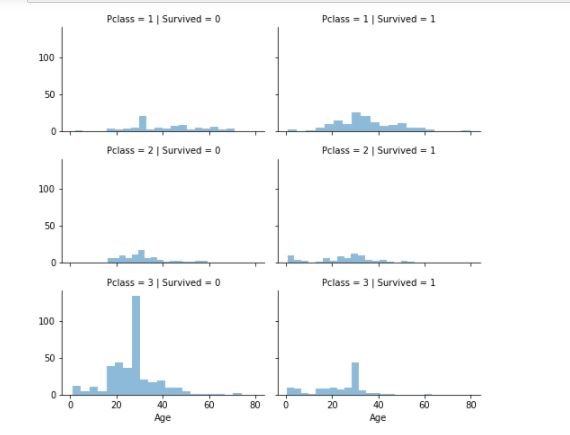 Pclass = 1 | Survived = 0
Pclass = 1 | Survived = 1
100
50
0
Pclass = 2 | Survived = 0
Pclass = 2 | Survived = 1
100
50
0
Pclass = 3 | Survived = 0
Pclass = 3 | Survived = 1
100
50
0
0 20 40 60 80
0 20 40 60 80
Age
Age